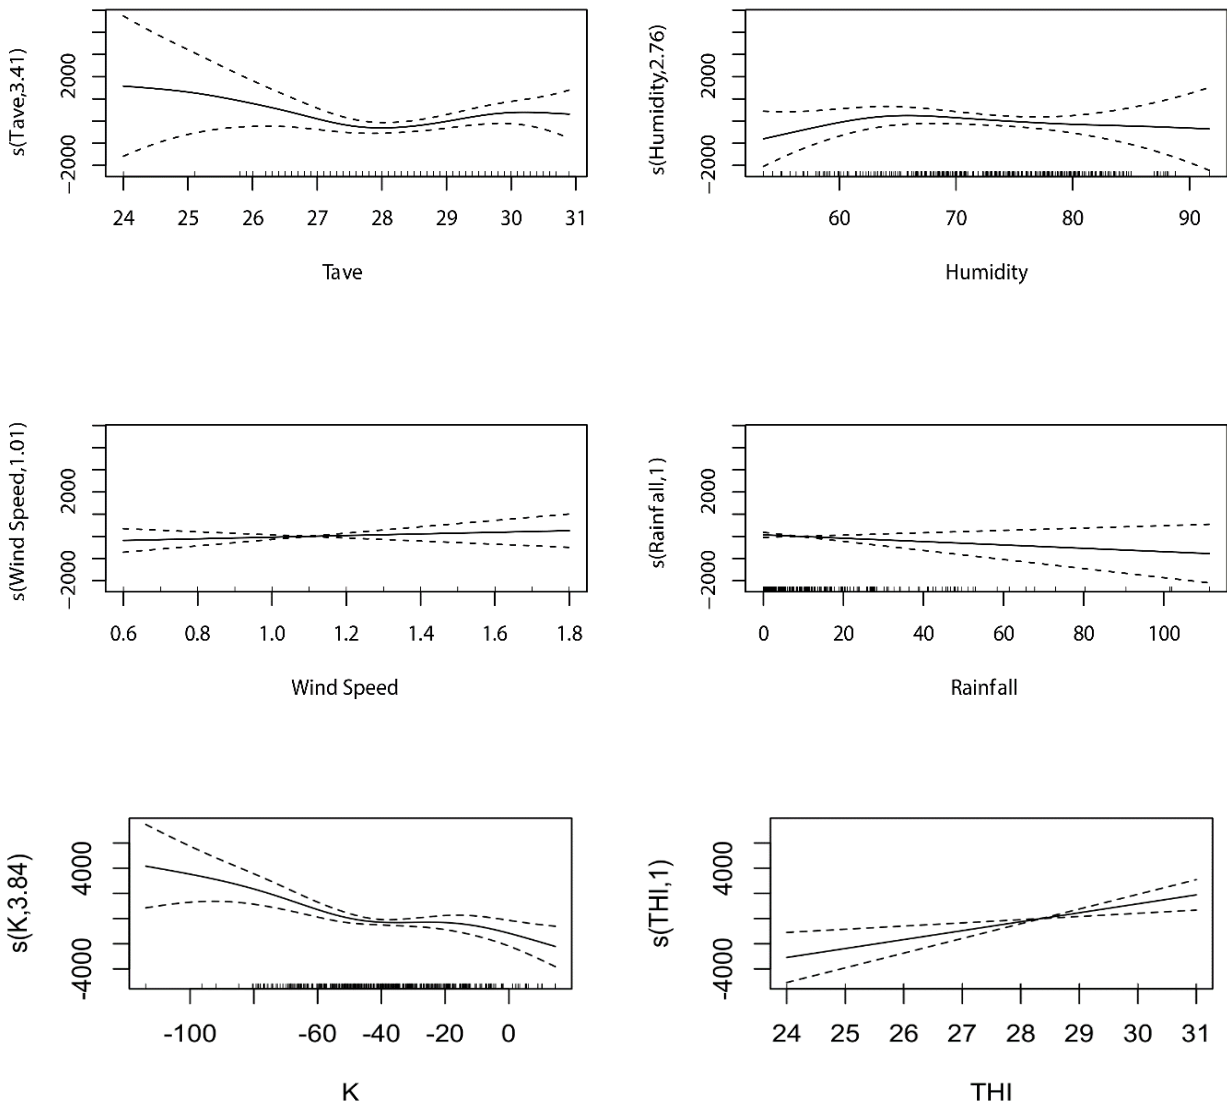 s(Tave,3.41)
2000
−2000
24 25 26 27 28 29 30 31
Tave
s(Humidity,2.76)
2000
−2000
60 70 80 90
Humidity
s(Wind Speed,1.01)
2000
−2000
0.6 0.8 1.0 1.2 1.4 1.6 1.8
Wind Speed
s(Rainfall,1)
2000
−2000
0 20 40 60 80 100
Rainfall
s(K,3.84)
4000
-4000
-100 -60 -40 -20 0
K
s(THI,1)
4000
-4000
24 25 26 27 28 29 30 31
THI